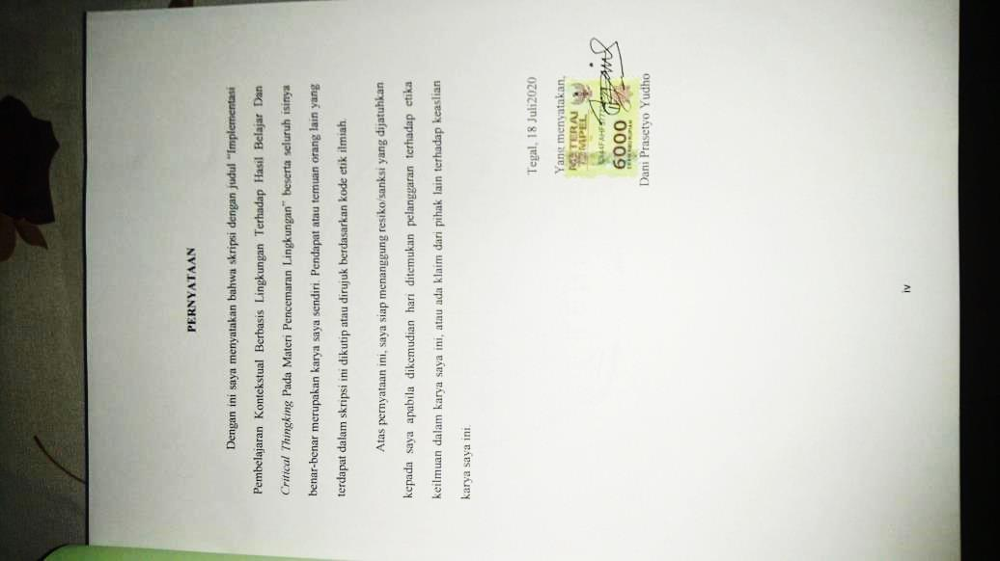 PERNYATAAN
Dengan ini saya menyatakan bahwa skripsi dengan judul “Implementasi
Pembelajaran Kontekstual Berbasis Lingkungan Terhadap Hasil Belajar Dan
Critical Thingking Pada Materi Pencemaran Lingkungan” beserta seluruh isinya
benar-benar merupakan karya saya sendiri. Pendapat atau temuan orang lain yang
terdapat dalam skripsi ini dikutip atau dirujuk berdasarkan kode etik ilmiah.
Atas pernyataan ini, saya siap menanggung resiko/sanksi yang dijatuhkan
kepada saya apabila dikemudian hari ditemukan pelanggaran terhadap etika
keilmuan dalam karya saya ini, atau ada klaim dari pihak lain terhadap keaslian
karya saya ini.
Tegal, 18 Juli2020
Yang menyatakan,
METERAI
TEMPEL
6000
Dani Prasetyo Yudho
iv